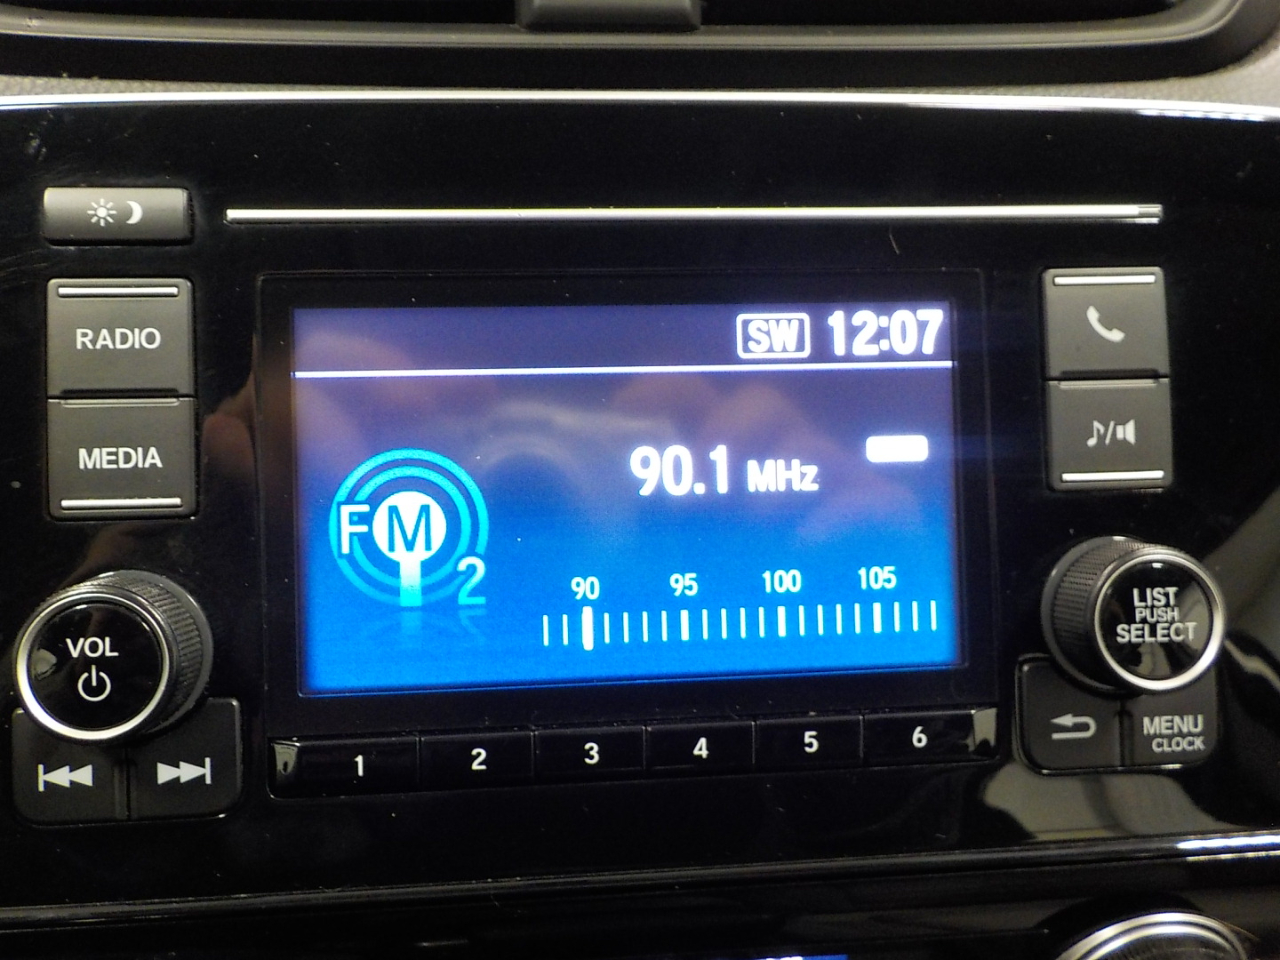 SW 12:07
RADIO
MEDIA
90.1 MHz
FM
2
90 95 100 105
VOL
LIST
PUSH
SELECT
MENU
CLOCK
1 2 3 4 5 6